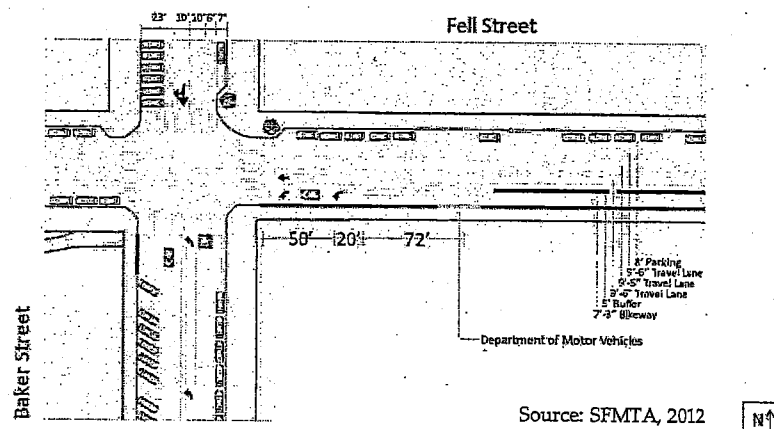 23' 10' 10' 6' 7'
Fell Street
50' 20' 72'
8' Parking
9'-6" Travel Lane
9'-5" Travel Lane
9'-6" Travel Lane
5' Buffer
7'-3" Bikeway
Department of Motor Vehicles
Baker Street
Source: SFMTA, 2012
N